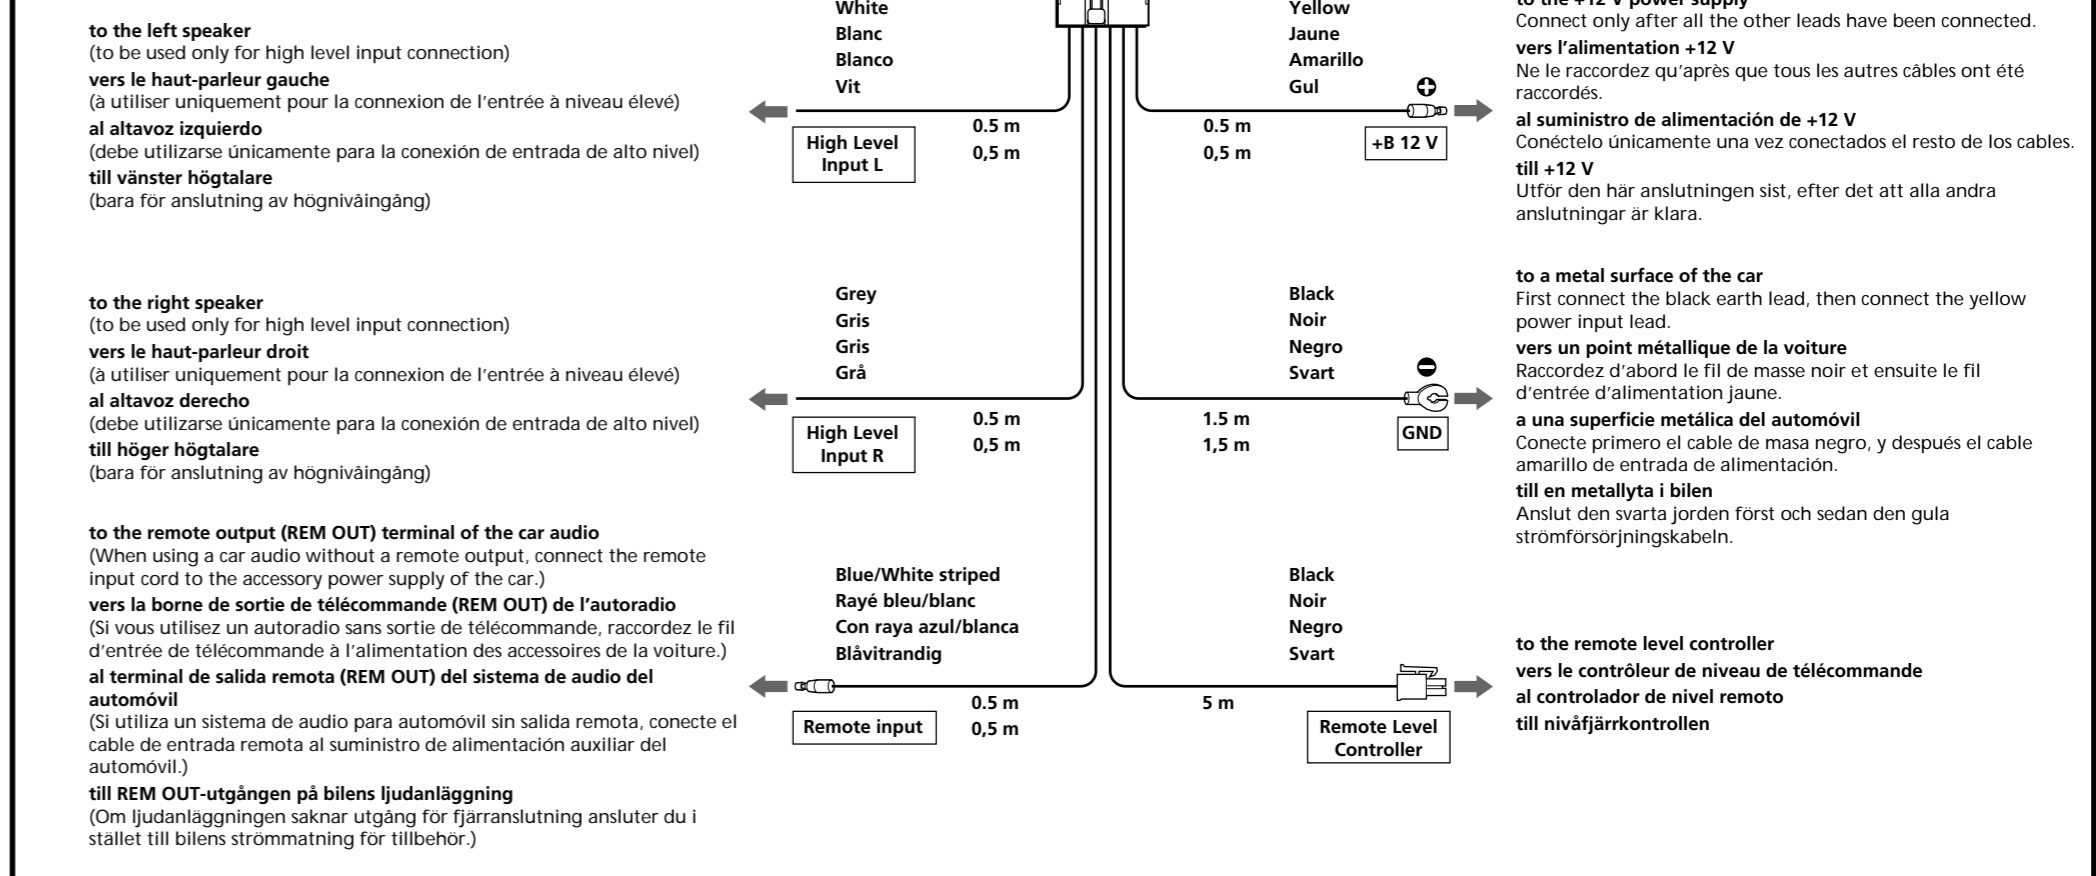 to the left speaker
(to be used only for high level input connection)
vers le haut-parleur gauche
(à utiliser uniquement pour la connexion de l'entrée à niveau élevé)
al altavoz izquierdo
(debe utilizarse únicamente para la conexión de entrada de alto nivel)
till vänster högtalare
(bara för anslutning av högnivåingång)
White
Blanc
Blanco
Vit
High Level
Input L
0.5 m
0,5 m
Yellow
Jaune
Amarillo
Gul
0.5 m
0,5 m
+B 12 V
to the +12 V power supply
Connect only after all the other leads have been connected.
vers l'alimentation +12 V
Ne le raccordez qu'après que tous les autres câbles ont été
raccordés.
al suministro de alimentación de +12 V
Conéctelo únicamente una vez conectados el resto de los cables.
till +12 V
Utför den här anslutningen sist, efter det att alla andra
anslutningar är klara.
to the right speaker
(to be used only for high level input connection)
vers le haut-parleur droit
(à utiliser uniquement pour la connexion de l'entrée à niveau élevé)
al altavoz derecho
(debe utilizarse únicamente para la conexión de entrada de alto nivel)
till höger högtalare
(bara för anslutning av högnivåingång)
Grey
Gris
Gris
Grå
High Level
Input R
0.5 m
0,5 m
Black
Noir
Negro
Svart
1.5 m
1,5 m
GND
to a metal surface of the car
First connect the black earth lead, then connect the yellow
power input lead.
vers un point métallique de la voiture
Raccordez d'abord le fil de masse noir et ensuite le fil
d'entrée d'alimentation jaune.
a una superficie metálica del automóvil
Conecte primero el cable de masa negro, y después el cable
amarillo de entrada de alimentación.
till en metallyta i bilen
Anslut den svarta jorden först och sedan den gula
strömförsörjningskabeln.
to the remote output (REM OUT) terminal of the car audio
(When using a car audio without a remote output, connect the remote
input cord to the accessory power supply of the car.)
vers la borne de sortie de télécommande (REM OUT) de l'autoradio
(Si vous utilisez un autoradio sans sortie de télécommande, raccordez le fil
d'entrée de télécommande à l'alimentation des accessoires de la voiture.)
al terminal de salida remota (REM OUT) del sistema de audio del
automóvil
(Si utiliza un sistema de audio para automóvil sin salida remota, conecte el
cable de entrada remota al suministro de alimentación auxiliar del
automóvil.)
till REM OUT-utgången på bilens ljudanläggning
(Om ljudanläggningen saknar utgång för fjärranslutning ansluter du i
stället till bilens strömmatning för tillbehör.)
Blue/White striped
Rayé bleu/blanc
Con raya azul/blanca
Blåvitrandig
Remote input
0.5 m
0,5 m
Black
Noir
Negro
Svart
5 m
Remote Level
Controller
to the remote level controller
vers le contrôleur de niveau de télécommande
al controlador de nivel remoto
till nivåfjärrkontrollen